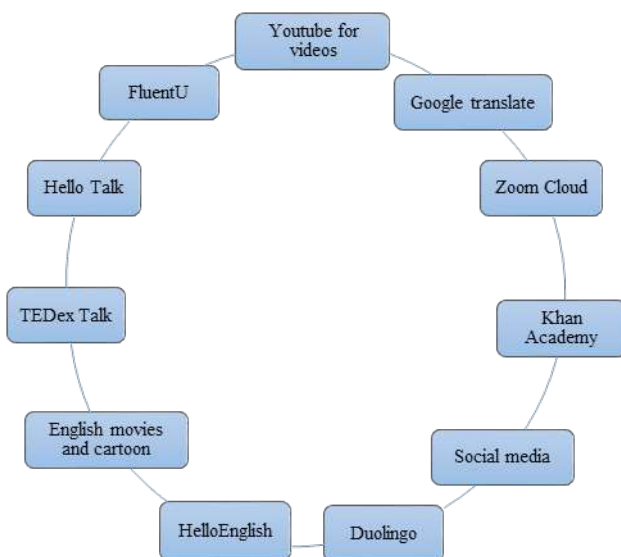 Youtube for
videos
Google translate
Zoom Cloud
Khan
Academy
Social media
Duolingo
HelloEnglish
English movies
and cartoon
TEDex Talk
Hello Talk
FluentU